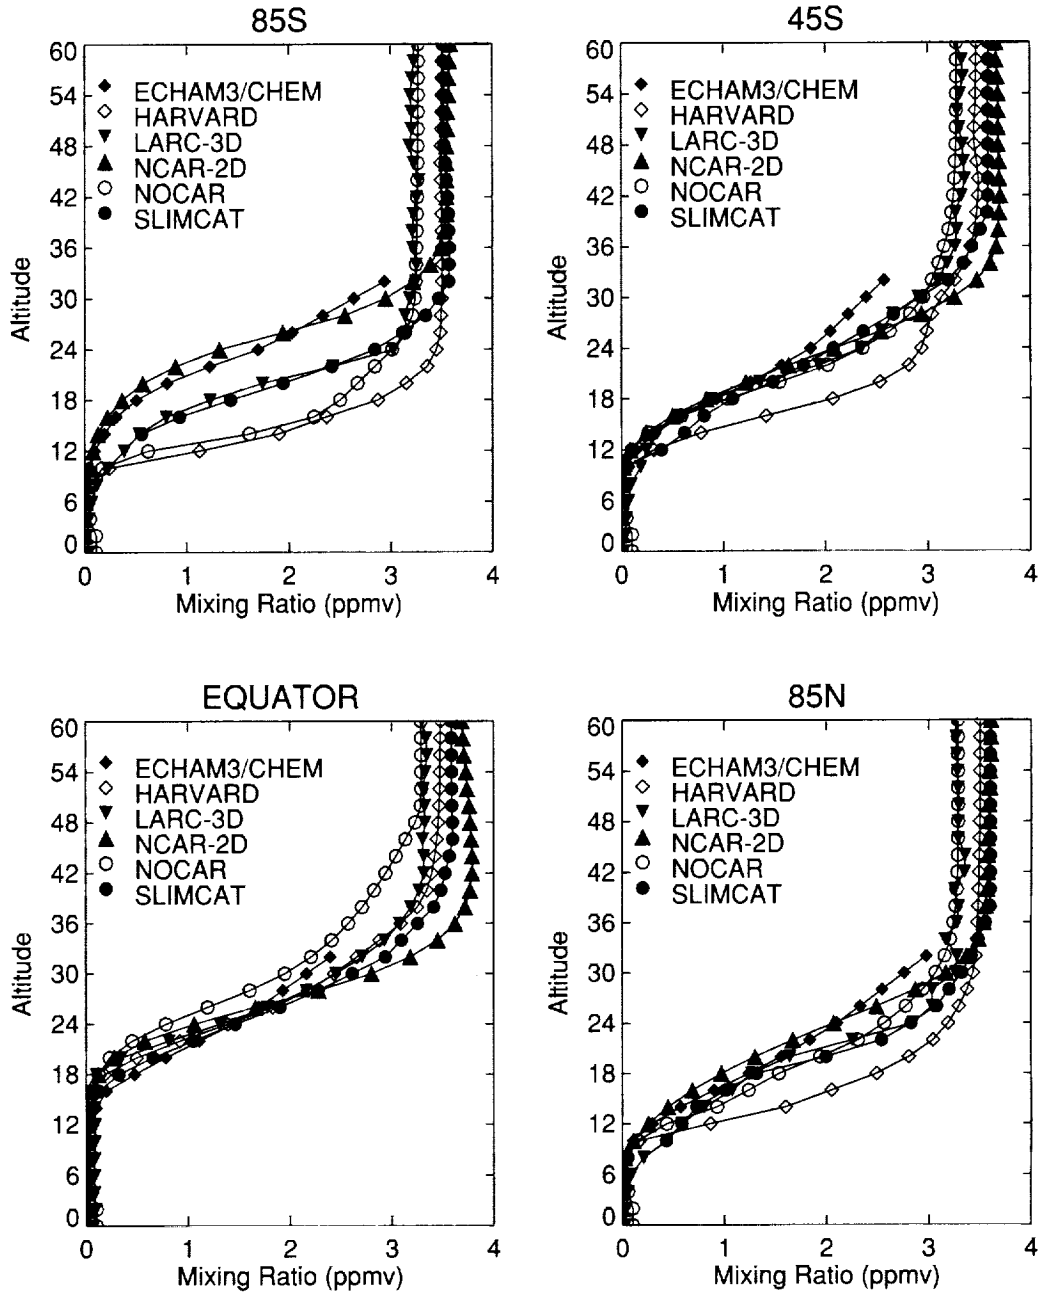 85S
60
54
48
42
36
30
24
18
12
6
0
Altitude
ECHAM3/CHEM
HARVARD
LARC-3D
NCAR-2D
NOCAR
SLIMCAT
0 1 2 3 4
Mixing Ratio (ppmv)
45S
60
54
48
42
36
30
24
18
12
6
0
Altitude
ECHAM3/CHEM
HARVARD
LARC-3D
NCAR-2D
NOCAR
SLIMCAT
0 1 2 3 4
Mixing Ratio (ppmv)
EQUATOR
60
54
48
42
36
30
24
18
12
6
0
Altitude
ECHAM3/CHEM
HARVARD
LARC-3D
NCAR-2D
NOCAR
SLIMCAT
0 1 2 3 4
Mixing Ratio (ppmv)
85N
60
54
48
42
36
30
24
18
12
6
0
Altitude
ECHAM3/CHEM
HARVARD
LARC-3D
NCAR-2D
NOCAR
SLIMCAT
0 1 2 3 4
Mixing Ratio (ppmv)